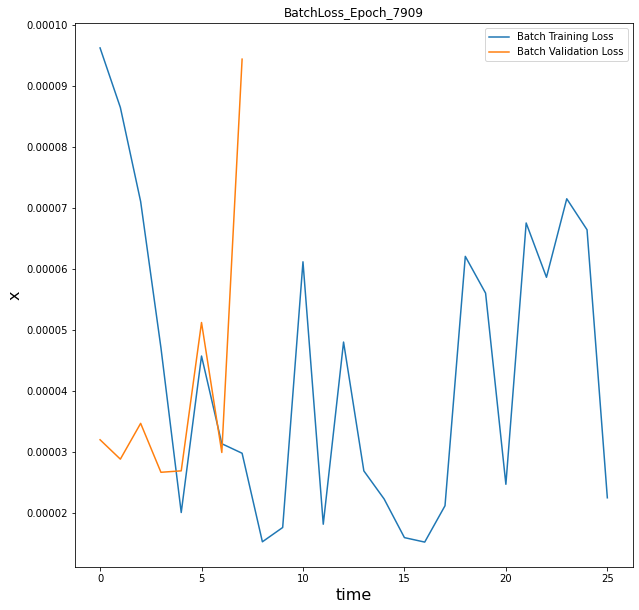 BatchLoss_Epoch_7909
Batch Training Loss
Batch Validation Loss
0.00010
0.00009
0.00008
0.00007
0.00006
0.00005
0.00004
0.00003
0.00002
x
0 5 10 15 20 25
time